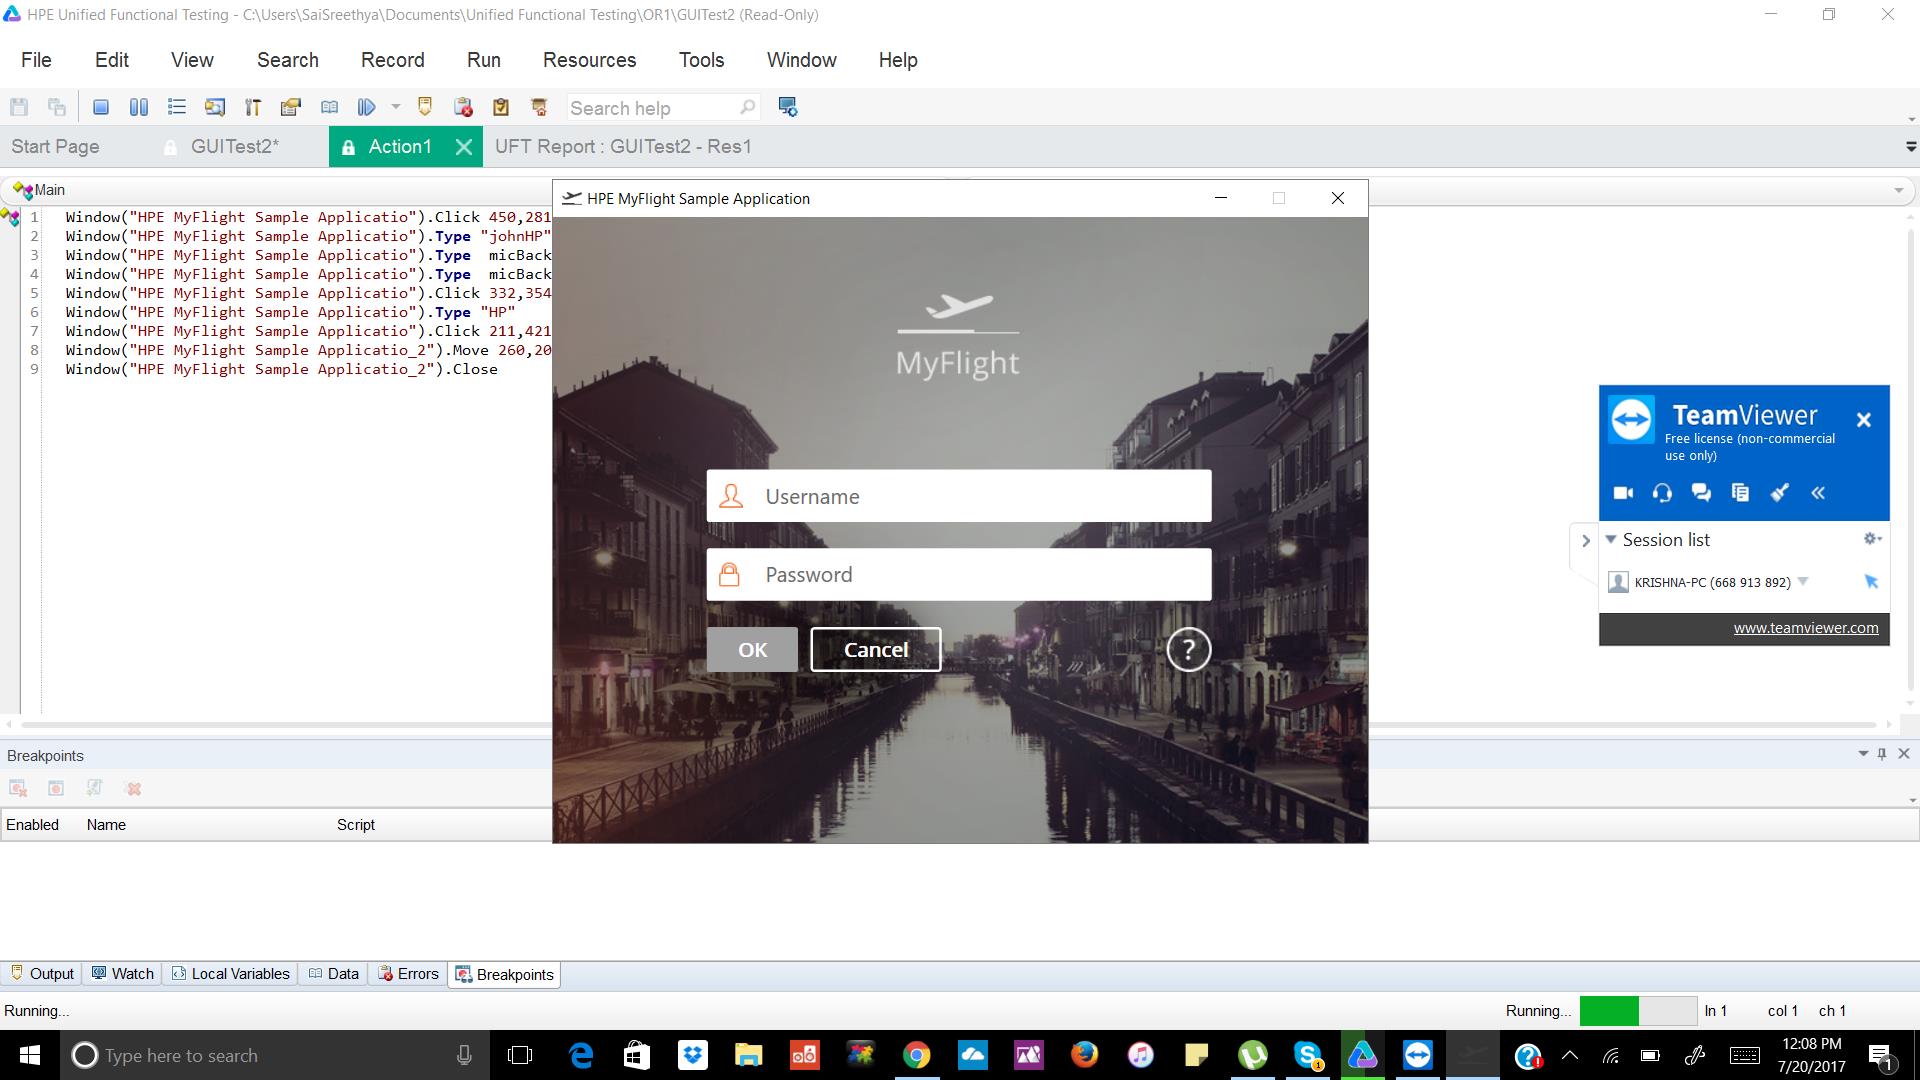 HPE Unified Functional Testing - C:\Users\SaiSreethya\Documents\Unified Functional Testing\OR1\GUITest2 (Read-Only)
File Edit View Search Record Run Resources Tools Window Help
Search help
Start Page GUITest2* Action1 UFT Report : GUITest2 - Res1
Main
1 Window("HPE MyFlight Sample Applicatio").Click 450,281
2 Window("HPE MyFlight Sample Applicatio").Type "johnHP"
3 Window("HPE MyFlight Sample Applicatio").Type micBack
4 Window("HPE MyFlight Sample Applicatio").Type micBack
5 Window("HPE MyFlight Sample Applicatio").Click 332,354
6 Window("HPE MyFlight Sample Applicatio").Type "HP"
7 Window("HPE MyFlight Sample Applicatio").Click 211,421
8 Window("HPE MyFlight Sample Applicatio_2").Move 260,20
9 Window("HPE MyFlight Sample Applicatio_2").Close
HPE MyFlight Sample Application
MyFlight
Username
Password
OK Cancel ?
TeamViewer
Free license (non-commercial
use only)
Session list
KRISHNA-PC (668 913 892)
www.teamviewer.com
Breakpoints
Enabled Name Script
Output Watch Local Variables Data Errors Breakpoints
Running... Running... ln 1 col 1 ch 1
Type here to search
12:08 PM
7/20/2017
1